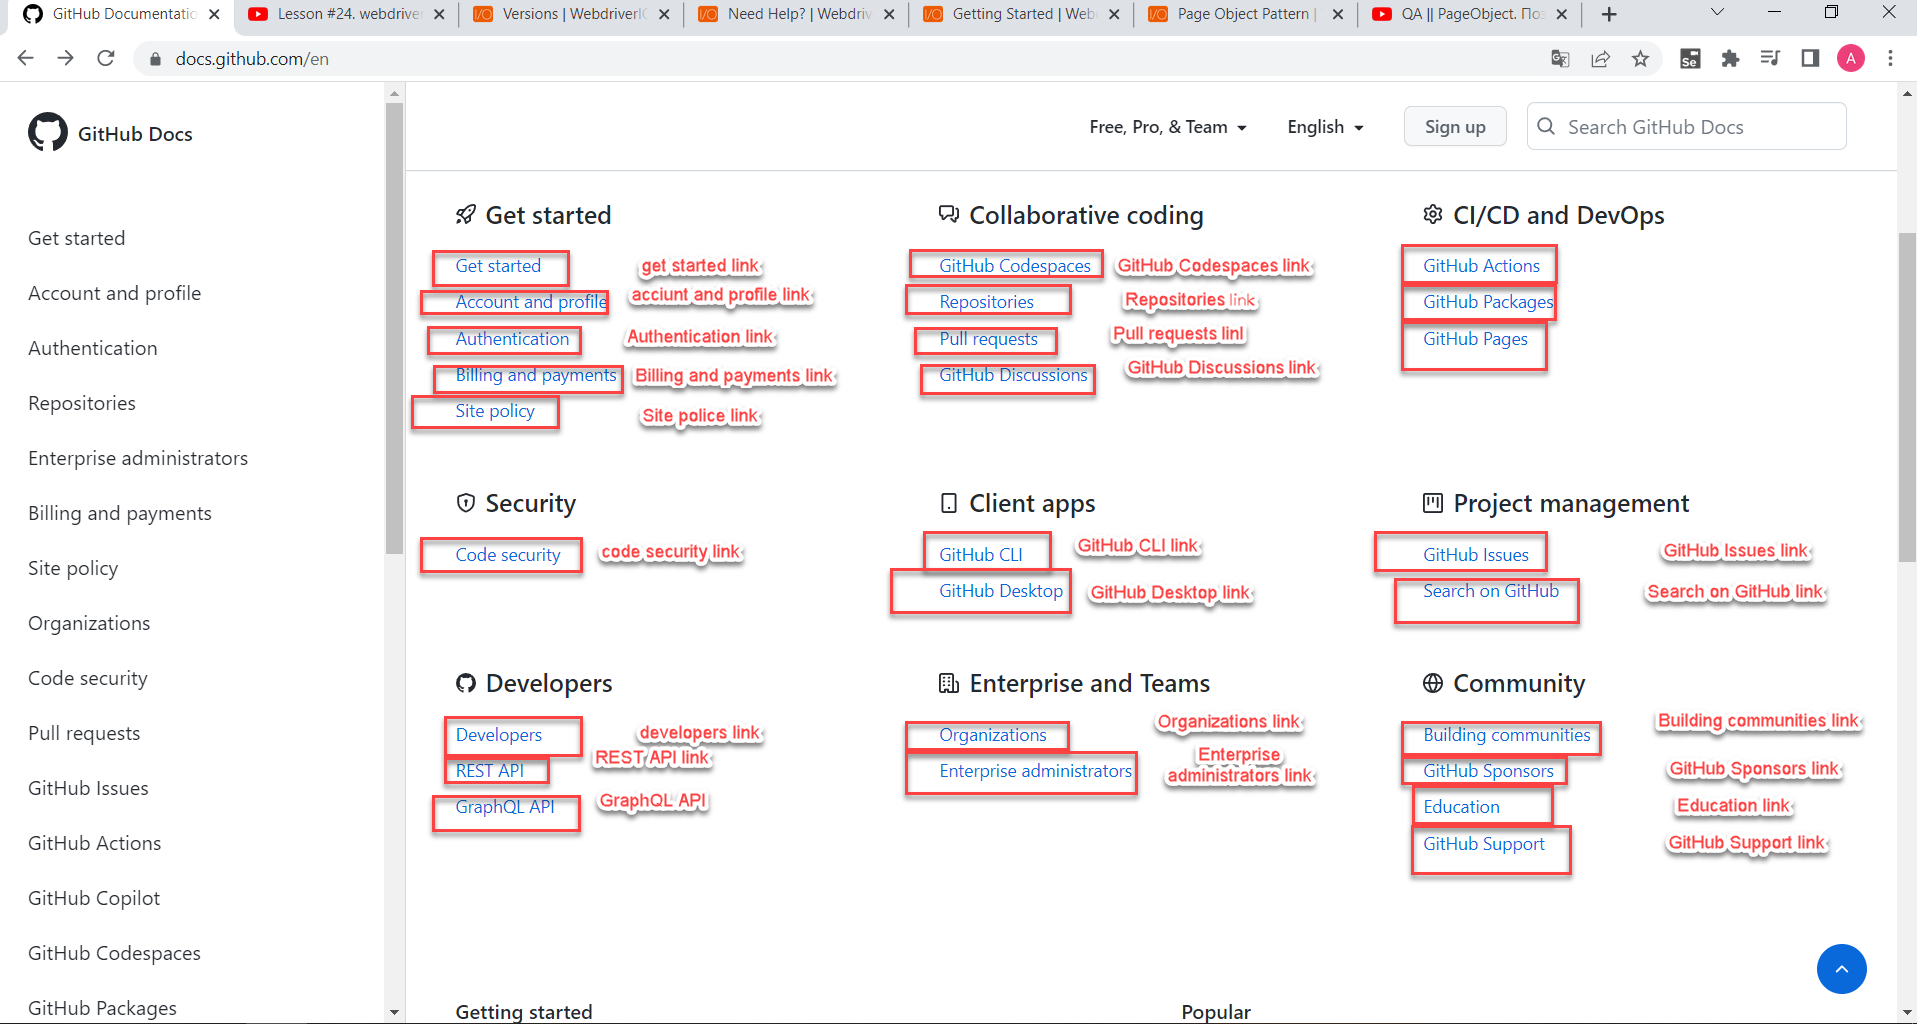 GitHub Documentatio
Lesson #24. webdriver
Versions | WebdriverIO
Need Help? | Webdriv
Getting Started | Web
Page Object Pattern |
QA || PageObject. Поз
docs.github.com/en
Se
A
GitHub Docs
Free, Pro, & Team
English
Sign up
Search GitHub Docs
Get started
Account and profile
Authentication
Repositories
Enterprise administrators
Billing and payments
Site policy
Organizations
Code security
Pull requests
GitHub Issues
GitHub Actions
GitHub Copilot
GitHub Codespaces
GitHub Packages
Get started
Get started get started link
Account and profile acciunt and profile link
Authentication Authentication link
Billing and payments Billing and payments link
Site policy Site police link
Collaborative coding
GitHub Codespaces GitHub Codespaces link
Repositories Repositories link
Pull requests Pull requests linl
GitHub Discussions GitHub Discussions link
CI/CD and DevOps
GitHub Actions
GitHub Packages
GitHub Pages
Security
Code security code security link
Client apps
GitHub CLI GitHub CLI link
GitHub Desktop GitHub Desktop link
Project management
GitHub Issues GitHub Issues link
Search on GitHub Search on GitHub link
Developers
Developers developers link
REST API REST API link
GraphQL API GraphQL API
Enterprise and Teams
Organizations Organizations link
Enterprise administrators Enterprise
administrators link
Community
Building communities Building communities link
GitHub Sponsors GitHub Sponsors link
Education Education link
GitHub Support GitHub Support link
Getting started
Popular